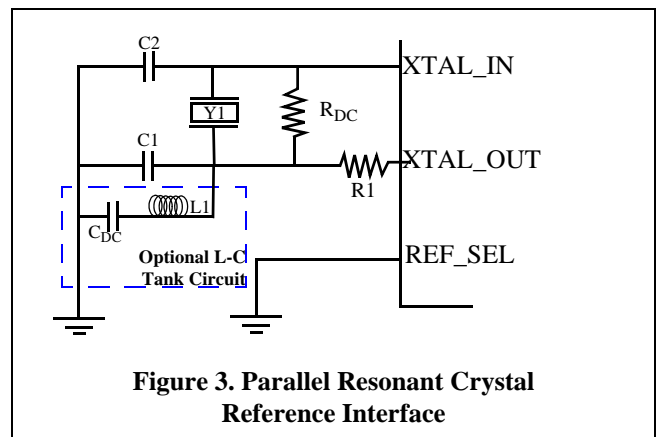 C2
XTAL_IN
Y1
RDC
C1
XTAL_OUT
R1
L1
CDC
Optional L-C
Tank Circuit
REF_SEL
Figure 3. Parallel Resonant Crystal
Reference Interface